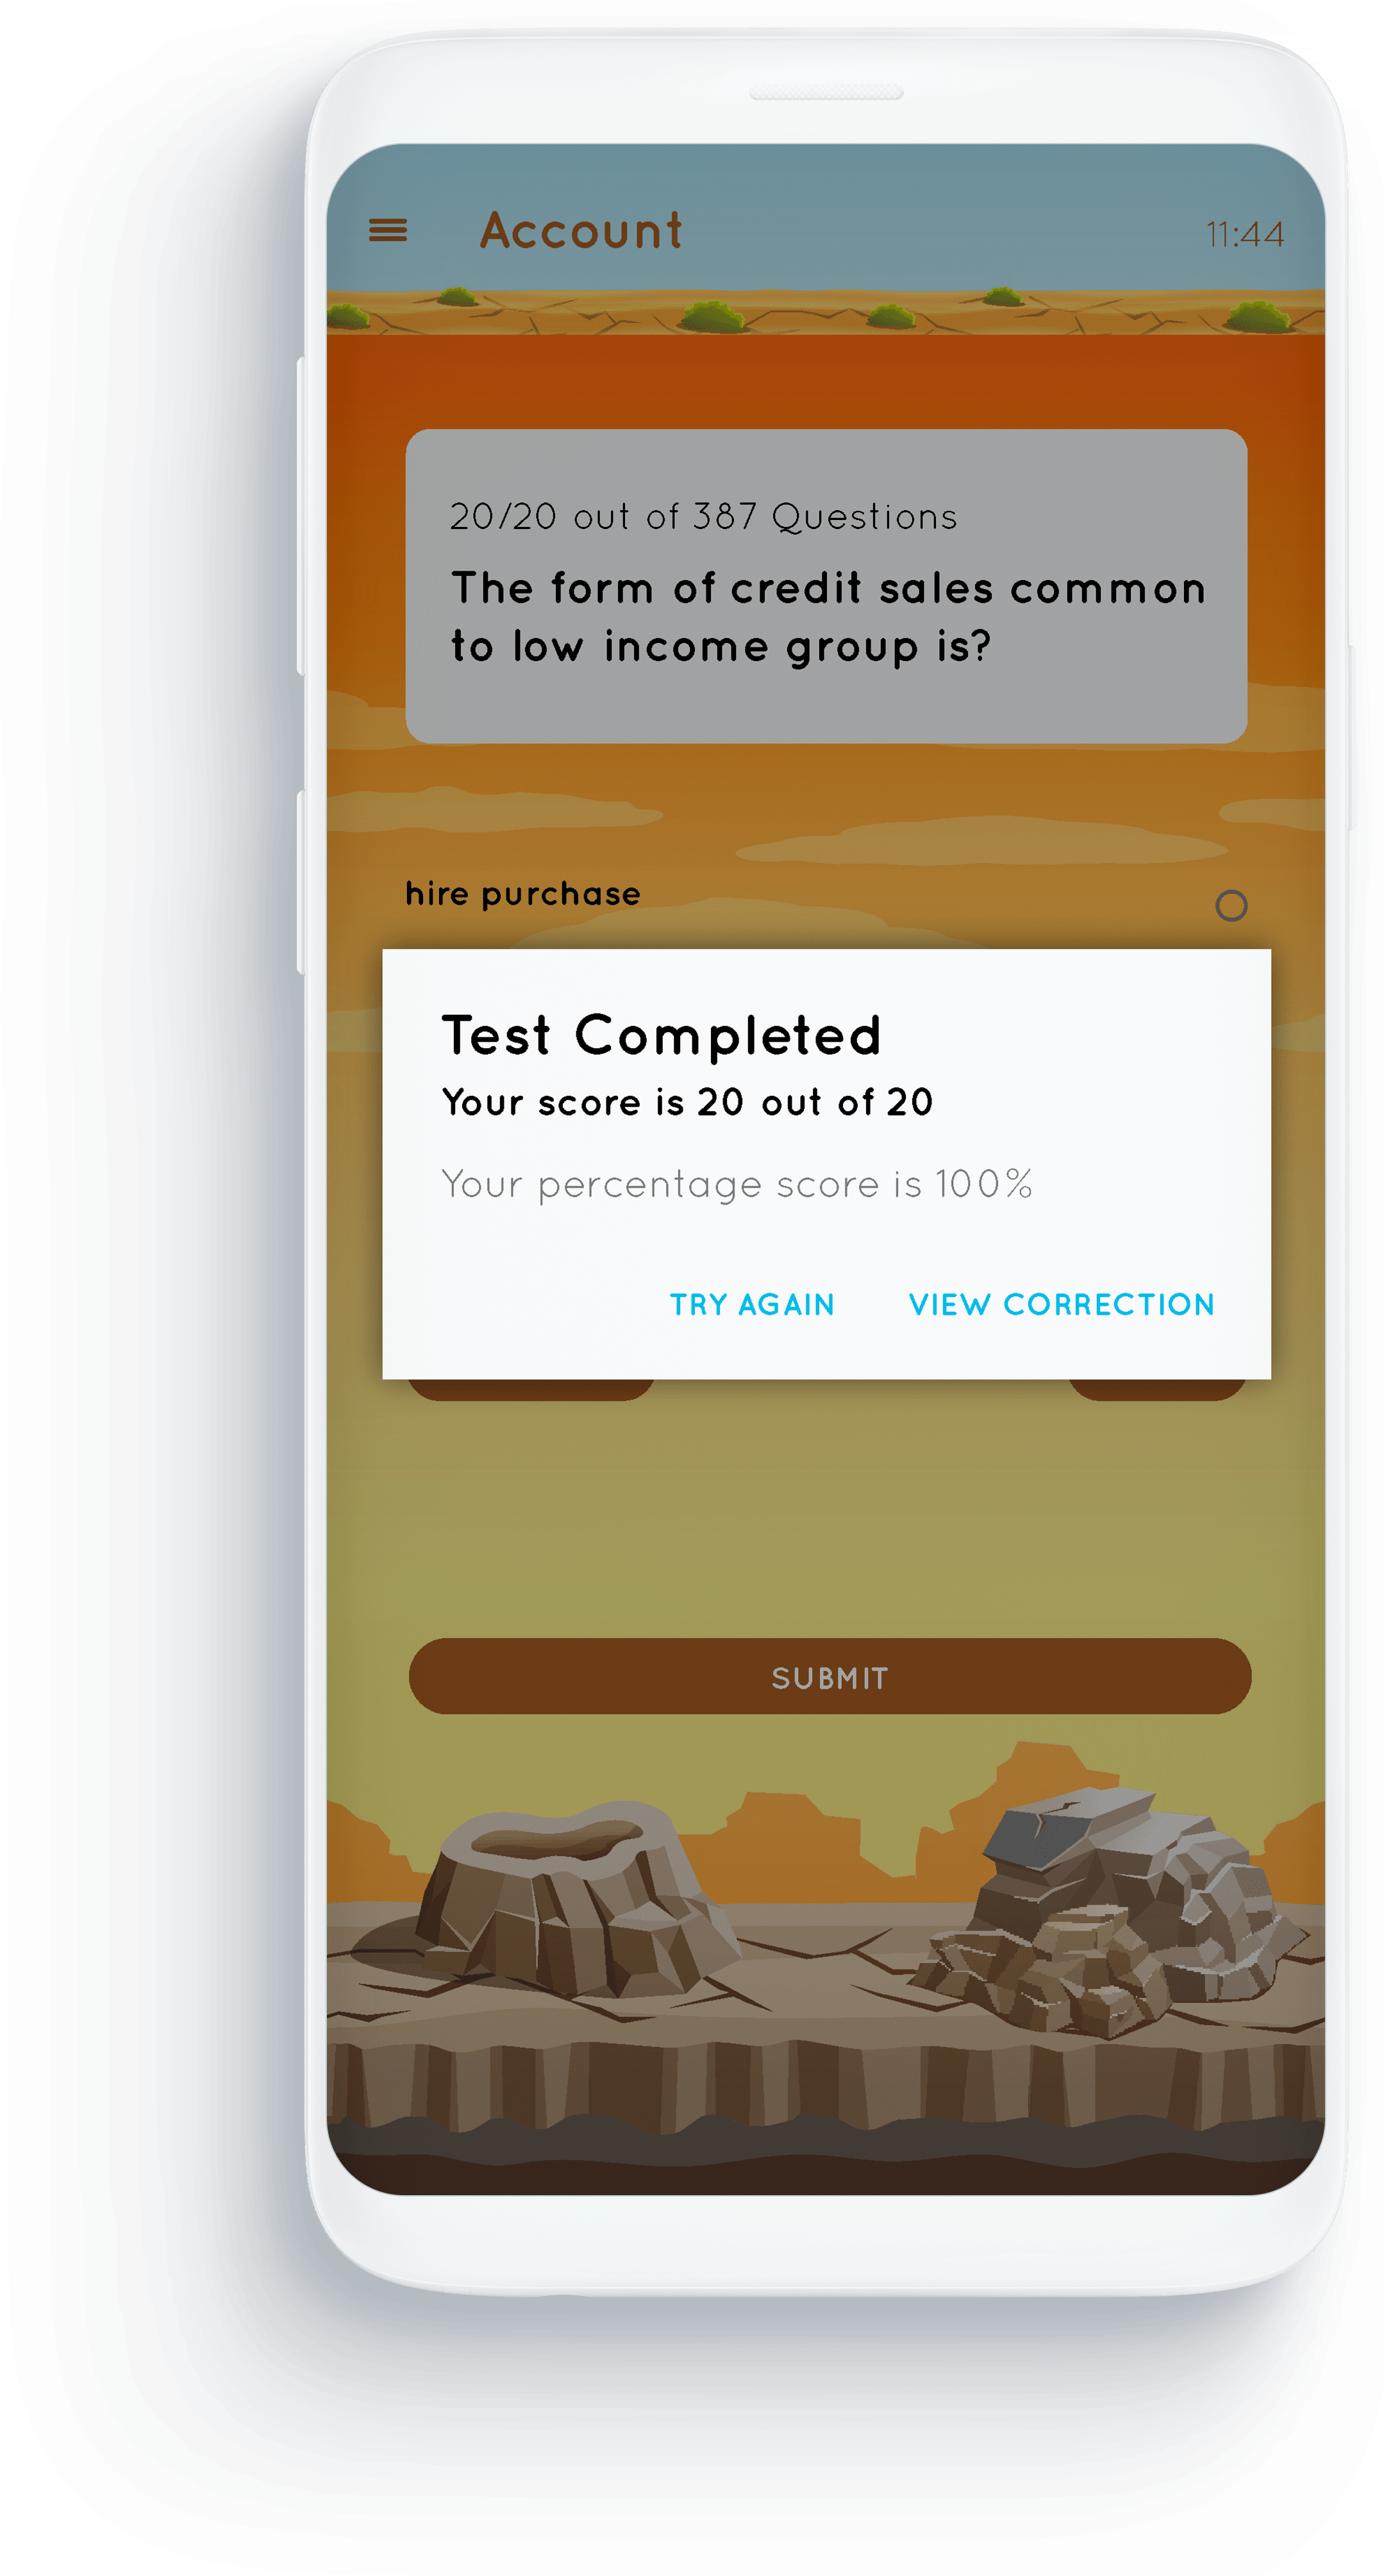 Account
11:44
20/20 out of 387 Questions
The form of credit sales common
to low income group is?
hire purchase
Test Completed
Your score is 20 out of 20
Your percentage score is 100%
TRY AGAIN
VIEW CORRECTION
SUBMIT